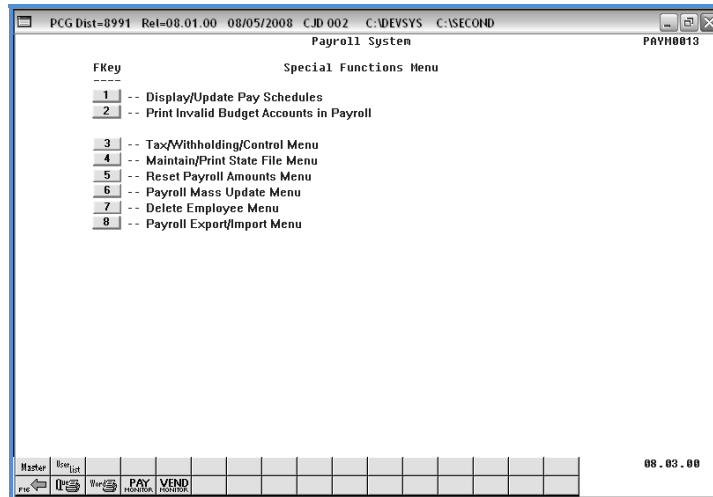 PCG Dist=8991 Rel=08.01.00 08/05/2008 CJD 002 C:\DEVSYS C:\SECOND
Payroll System PAYM0013
FKey Special Functions Menu
----
1 -- Display/Update Pay Schedules
2 -- Print Invalid Budget Accounts in Payroll
3 -- Tax/Withholding/Control Menu
4 -- Maintain/Print State File Menu
5 -- Reset Payroll Amounts Menu
6 -- Payroll Mass Update Menu
7 -- Delete Employee Menu
8 -- Payroll Export/Import Menu
Master User List 08.03.00
F16 Que Word PAY MONITOR VEND MONITOR